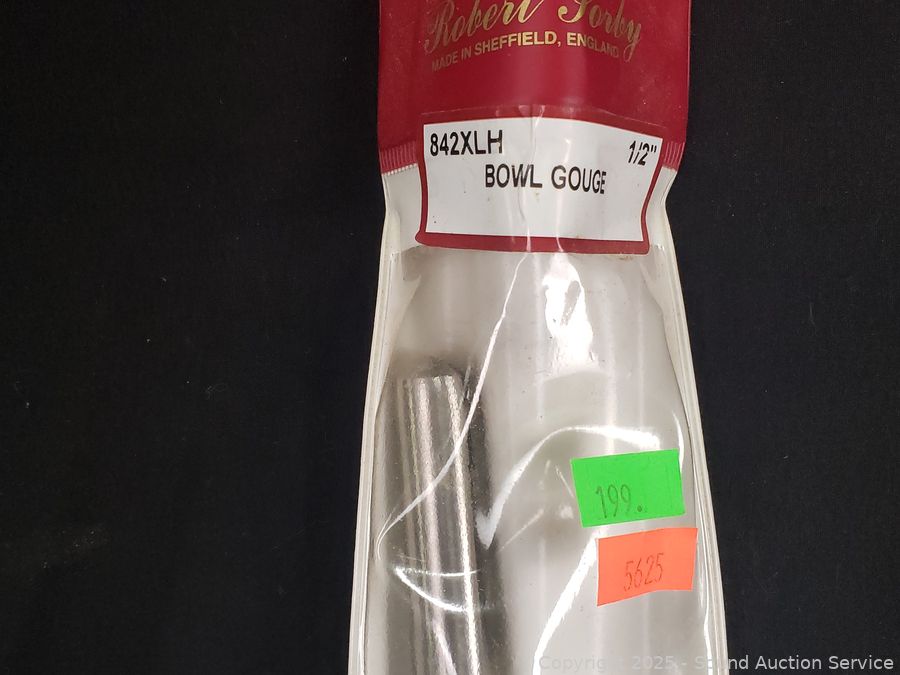 Robert Sorby
MADE IN SHEFFIELD, ENGLAND
842XLH 1/2"
BOWL GOUGE
199.
5625
Copyright 2025 - Sound Auction Service